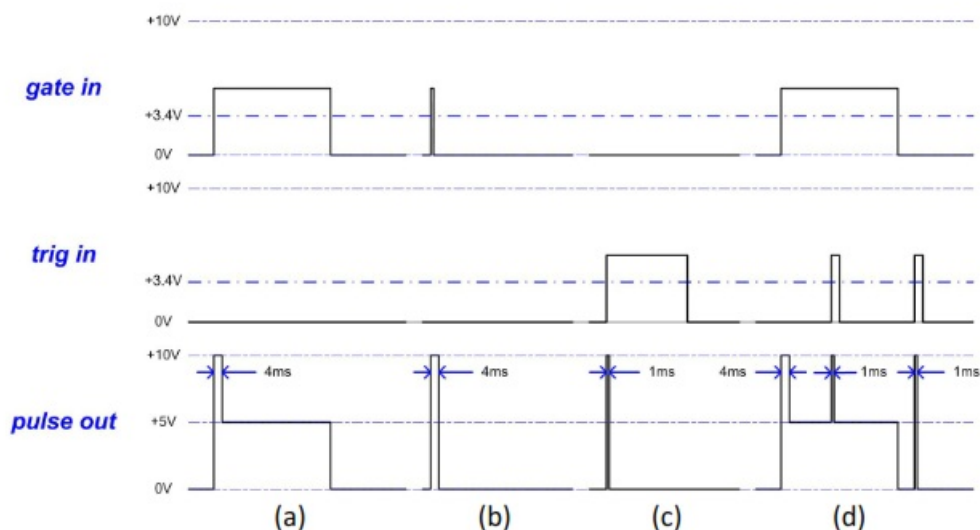 +10V
gate in
+3.4V
0V
+10V
trig in
+3.4V
0V
+10V
4ms 4ms 1ms 4ms 1ms 1ms
pulse out
+5V
0V
(a) (b) (c) (d)